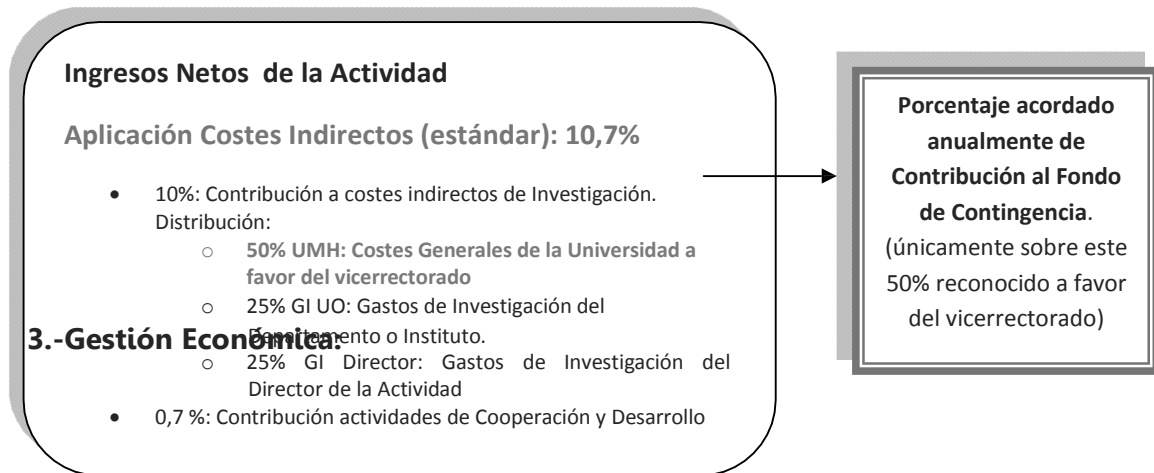 Ingresos Netos de la Actividad
Aplicación Costes Indirectos (estándar): 10,7%
• 10%: Contribución a costes indirectos de Investigación.
Distribución:
o 50% UMH: Costes Generales de la Universidad a
favor del vicerrectorado
o 25% GI UO: Gastos de Investigación del
Departamento o Instituto.
3.-Gestión Económica:
o 25% GI Director: Gastos de Investigación del
Director de la Actividad
• 0,7 %: Contribución actividades de Cooperación y Desarrollo
Porcentaje acordado
anualmente de
Contribución al Fondo
de Contingencia.
(únicamente sobre este
50% reconocido a favor
del vicerrectorado)